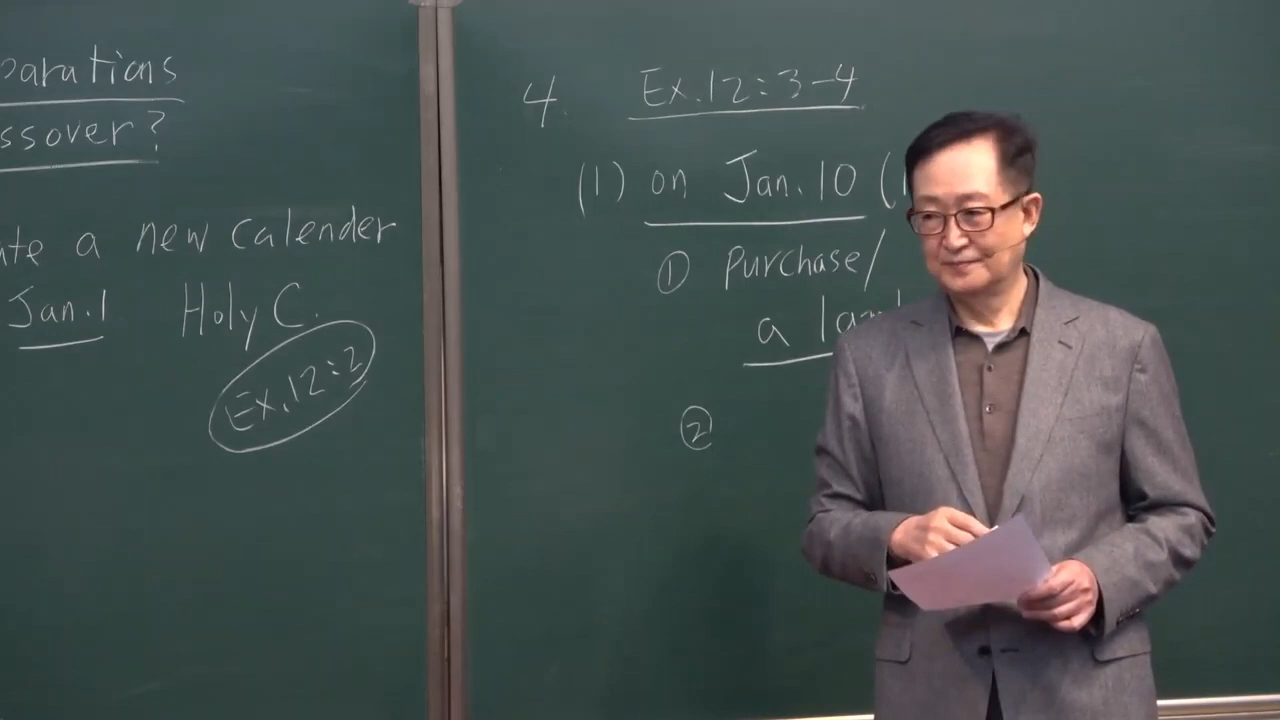 parations
ssover?
ate a new calender
Jan.1 Holy C.
Ex.12:2
4. Ex.12:3-4
(1) on Jan.10 (
① Purchase/
a
②